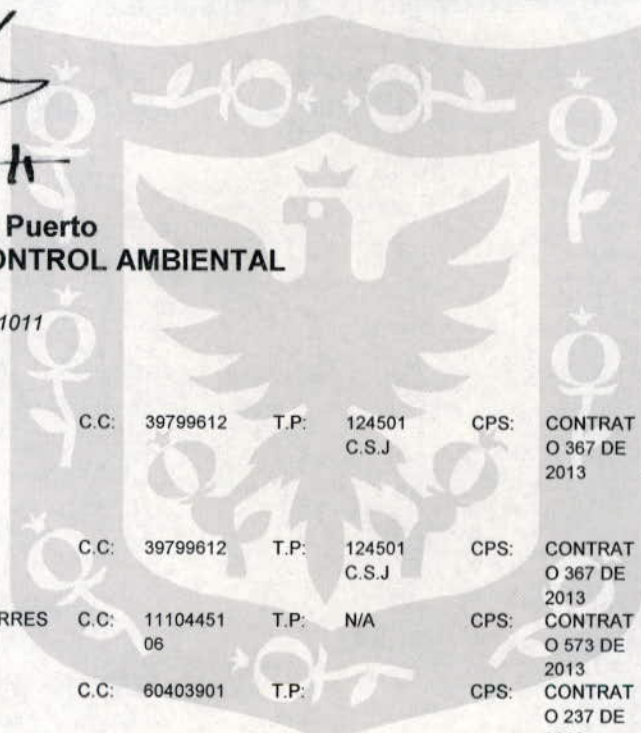 Puerto
CONTROL AMBIENTAL
1011
C.C: 39799612 T.P: 124501 CPS: CONTRAT
C.S.J O 367 DE
2013
C.C: 39799612 T.P: 124501 CPS: CONTRAT
C.S.J O 367 DE
2013
RRES C.C: 11104451 T.P: N/A CPS: CONTRAT
06 O 573 DE
2013
C.C: 60403901 T.P: CPS: CONTRAT
O 237 DE